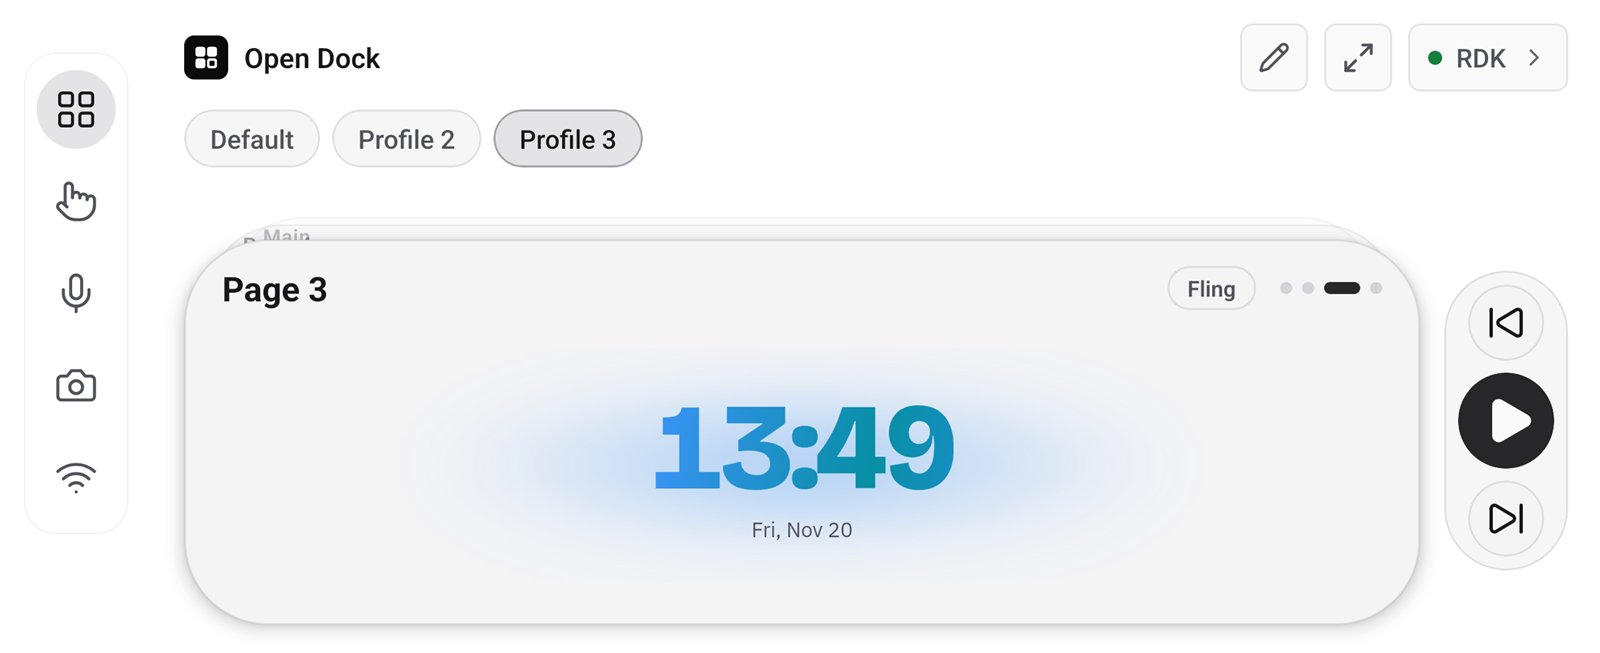 Open Dock
RDK
Default
Profile 2
Profile 3
Main
Page 3
Fling
13:49
Fri, Nov 20